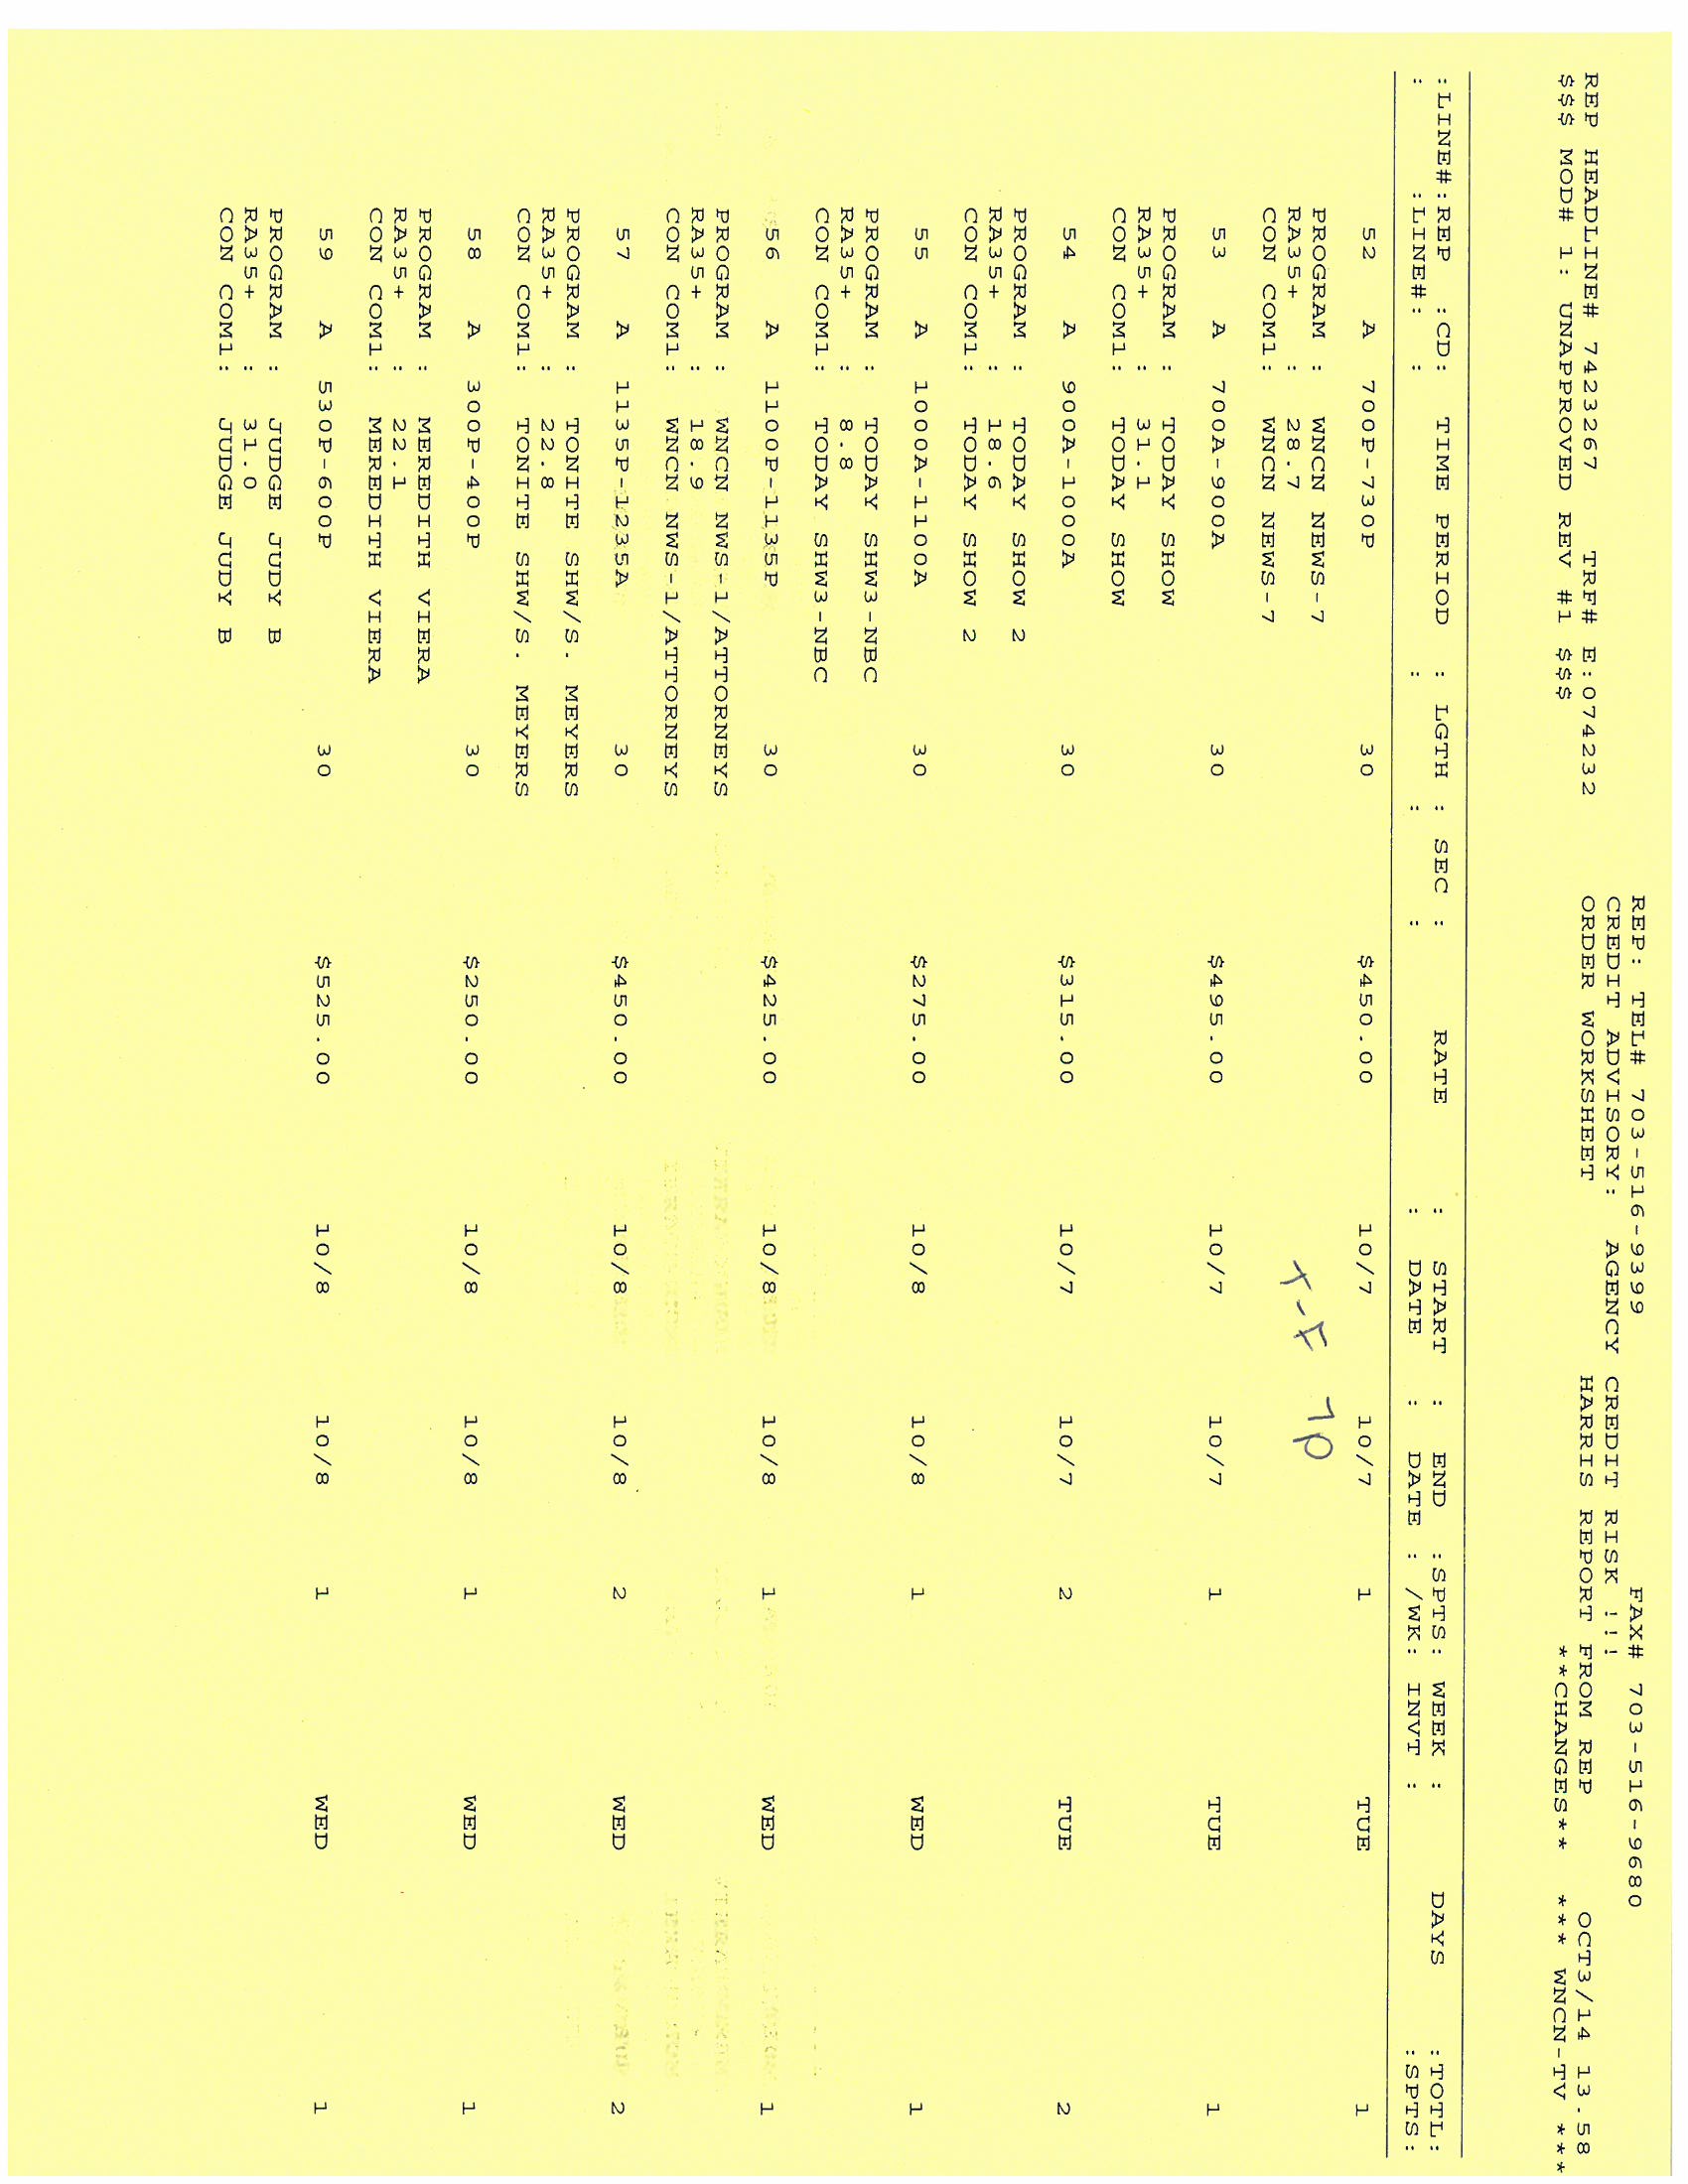 REP: TEL# 703-516-9399 FAX# 703-516-9680
CREDIT ADVISORY: AGENCY CREDIT RISK !!!
REP HEADLINE# 7423267 TRF# E:074232 ORDER WORKSHEET HARRIS REPORT FROM REP OCT3/14 13.58
$$$ MOD# 1: UNAPPROVED REV #1 $$$ **CHANGES** *** WNCN-TV ***
:LINE#:REP :CD: TIME PERIOD : LGTH : SEC : RATE : START : END :SPTS: WEEK : DAYS :TOTL:
: :LINE#: : : : : DATE : DATE : /WK: INVT : :SPTS:
52 A 700P-730P 30 $450.00 10/7 10/7 1 TUE 1
PROGRAM : WNCN NEWS-7
RA35+ : 28.7
T-F 7P
CON COM1: WNCN NEWS-7
53 A 700A-900A 30 $495.00 10/7 10/7 1 TUE 1
PROGRAM : TODAY SHOW
RA35+ : 31.1
CON COM1: TODAY SHOW
54 A 900A-1000A 30 $315.00 10/7 10/7 2 TUE 2
PROGRAM : TODAY SHOW 2
RA35+ : 18.6
CON COM1: TODAY SHOW 2
55 A 1000A-1100A 30 $275.00 10/8 10/8 1 WED 1
PROGRAM : TODAY SHW3-NBC
RA35+ : 8.8
CON COM1: TODAY SHW3-NBC
56 A 1100P-1135P 30 $425.00 10/8 10/8 1 WED 1
PROGRAM : WNCN NWS-1/ATTORNEYS
RA35+ : 18.9
CON COM1: WNCN NWS-1/ATTORNEYS
57 A 1135P-1235A 30 $450.00 10/8 10/8 2 WED 2
PROGRAM : TONITE SHW/S. MEYERS
RA35+ : 22.8
CON COM1: TONITE SHW/S. MEYERS
58 A 300P-400P 30 $250.00 10/8 10/8 1 WED 1
PROGRAM : MEREDITH VIERA
RA35+ : 22.1
CON COM1: MEREDITH VIERA
59 A 530P-600P 30 $525.00 10/8 10/8 1 WED 1
PROGRAM : JUDGE JUDY B
RA35+ : 31.0
CON COM1: JUDGE JUDY B